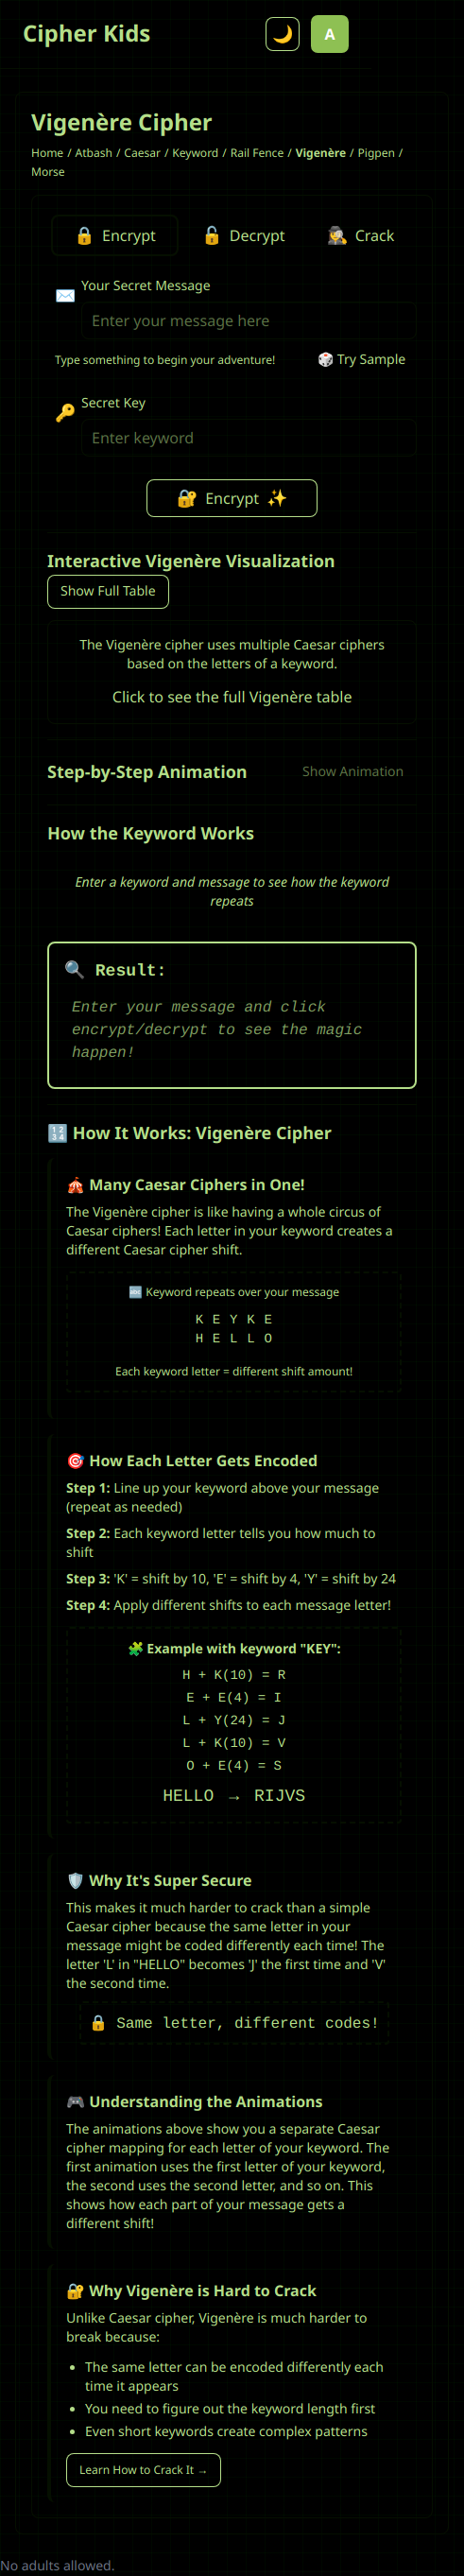 Cipher Kids
🌙 A
Vigenère Cipher
Home / Atbash / Caesar / Keyword / Rail Fence / Vigenère / Pigpen /
Morse
🔒 Encrypt 🔓 Decrypt 🕵️ Crack
✉️ Your Secret Message
Enter your message here
Type something to begin your adventure! 🎲 Try Sample
🔑 Secret Key
Enter keyword
🔐 Encrypt ✨
Interactive Vigenère Visualization
Show Full Table
The Vigenère cipher uses multiple Caesar ciphers
based on the letters of a keyword.
Click to see the full Vigenère table
Step-by-Step Animation Show Animation
How the Keyword Works
Enter a keyword and message to see how the keyword
repeats
🔍 Result:
Enter your message and click
encrypt/decrypt to see the magic
happen!
🔢 How It Works: Vigenère Cipher
🎪 Many Caesar Ciphers in One!
The Vigenère cipher is like having a whole circus of
Caesar ciphers! Each letter in your keyword creates a
different Caesar cipher shift.
🔤 Keyword repeats over your message
K E Y K E
H E L L O
Each keyword letter = different shift amount!
🎯 How Each Letter Gets Encoded
Step 1: Line up your keyword above your message
(repeat as needed)
Step 2: Each keyword letter tells you how much to
shift
Step 3: 'K' = shift by 10, 'E' = shift by 4, 'Y' = shift by 24
Step 4: Apply different shifts to each message letter!
🧩 Example with keyword "KEY":
H + K(10) = R
E + E(4) = I
L + Y(24) = J
L + K(10) = V
O + E(4) = S
HELLO → RIJVS
🛡️ Why It's Super Secure
This makes it much harder to crack than a simple
Caesar cipher because the same letter in your
message might be coded differently each time! The
letter 'L' in "HELLO" becomes 'J' the first time and 'V'
the second time.
🔒 Same letter, different codes!
🎮 Understanding the Animations
The animations above show you a separate Caesar
cipher mapping for each letter of your keyword. The
first animation uses the first letter of your keyword,
the second uses the second letter, and so on. This
shows how each part of your message gets a
different shift!
🔐 Why Vigenère is Hard to Crack
Unlike Caesar cipher, Vigenère is much harder to
break because:
• The same letter can be encoded differently each
time it appears
• You need to figure out the keyword length first
• Even short keywords create complex patterns
Learn How to Crack It →
No adults allowed.